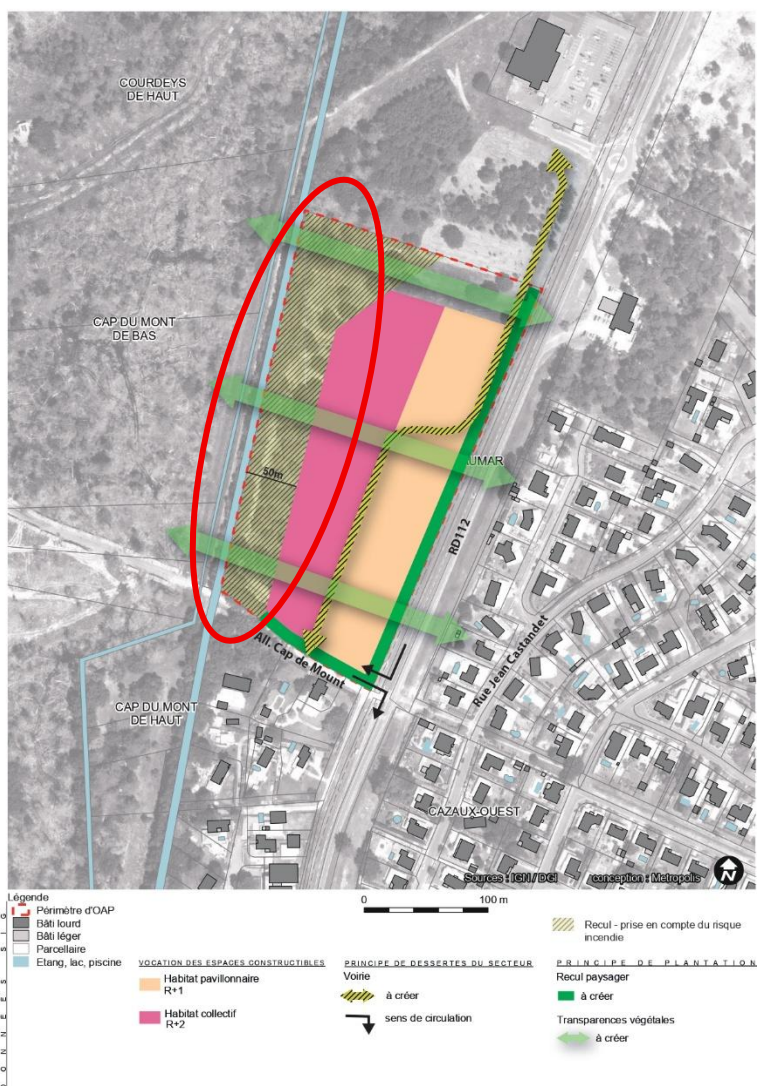 COURDEYS
DE HAUT
CAP DU MONT
DE BAS
50m
UMAR
RD112
Rue Jean Castandet
All. Cap de Mount
CAP DU MONT
DE HAUT
CAZAUX-OUEST
Sources : IGN / DGI
conception : Metropolis
N
Légende
Périmètre d'OAP
Bâti lourd
Bâti léger
Parcellaire
Etang, lac, piscine
0 100 m
VOCATION DES ESPACES CONSTRUCTIBLES
Habitat pavillonnaire
R+1
Habitat collectif
R+2
PRINCIPE DE DESSERTES DU SECTEUR
Voirie
à créer
sens de circulation
Recul - prise en compte du risque
incendie
PRINCIPE DE PLANTATION
Recul paysager
à créer
Transparences végétales
à créer